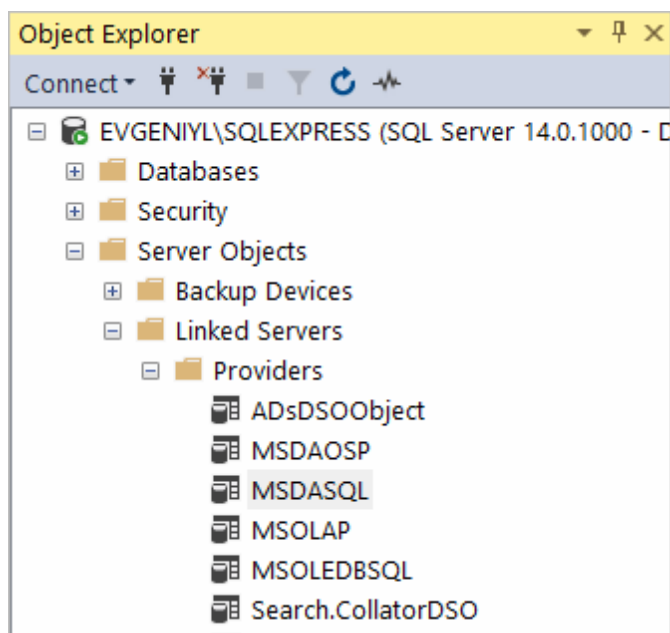 Object Explorer
Connect
EVGENIYL\SQLEXPRESS (SQL Server 14.0.1000 -
Databases
Security
Server Objects
Backup Devices
Linked Servers
Providers
ADsDSOObject
MSDAOSP
MSDASQL
MSOLAP
MSOLEDBSQL
Search.CollatorDSO